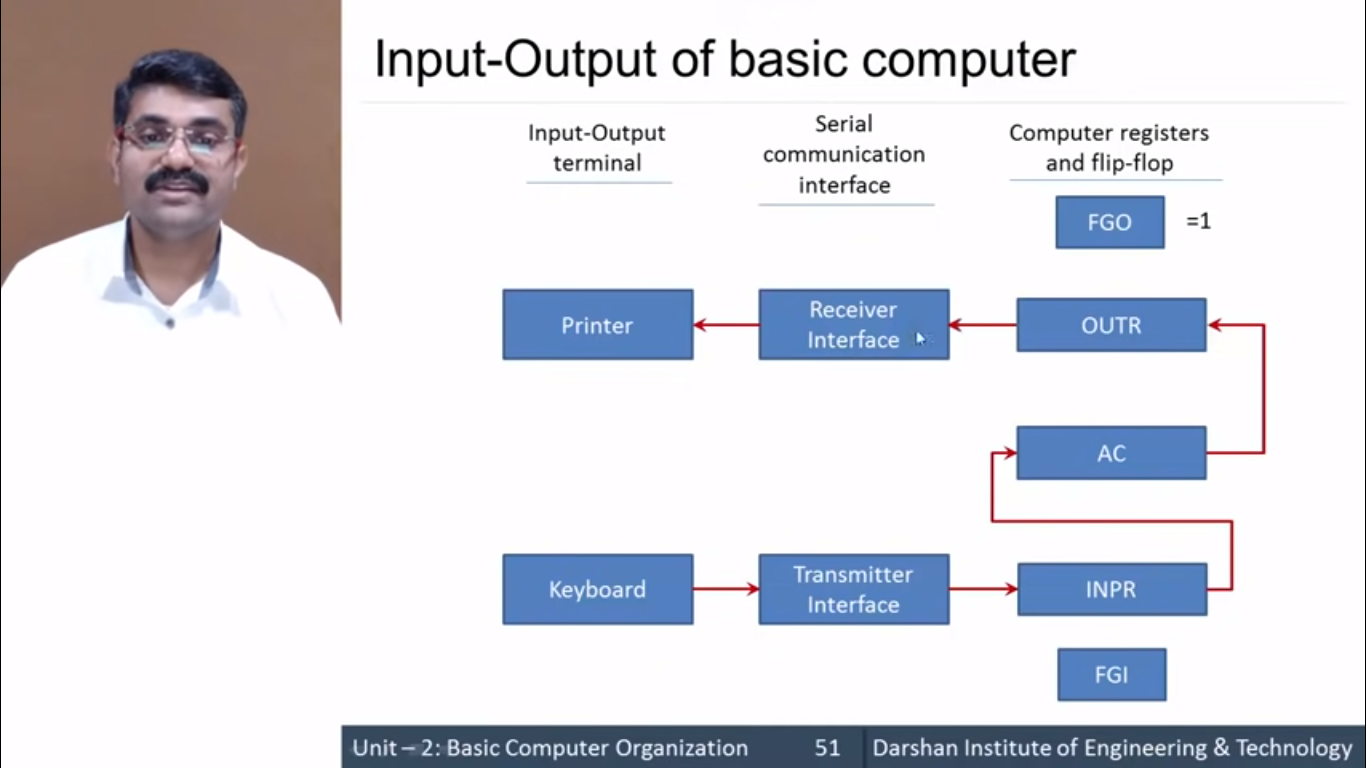 Input-Output of basic computer
Input-Output
terminal
Serial
communication
interface
Computer registers
and flip-flop
FGO
=1
Printer
Receiver
Interface
OUTR
AC
Keyboard
Transmitter
Interface
INPR
FGI
Unit – 2: Basic Computer Organization
51
Darshan Institute of Engineering & Technology